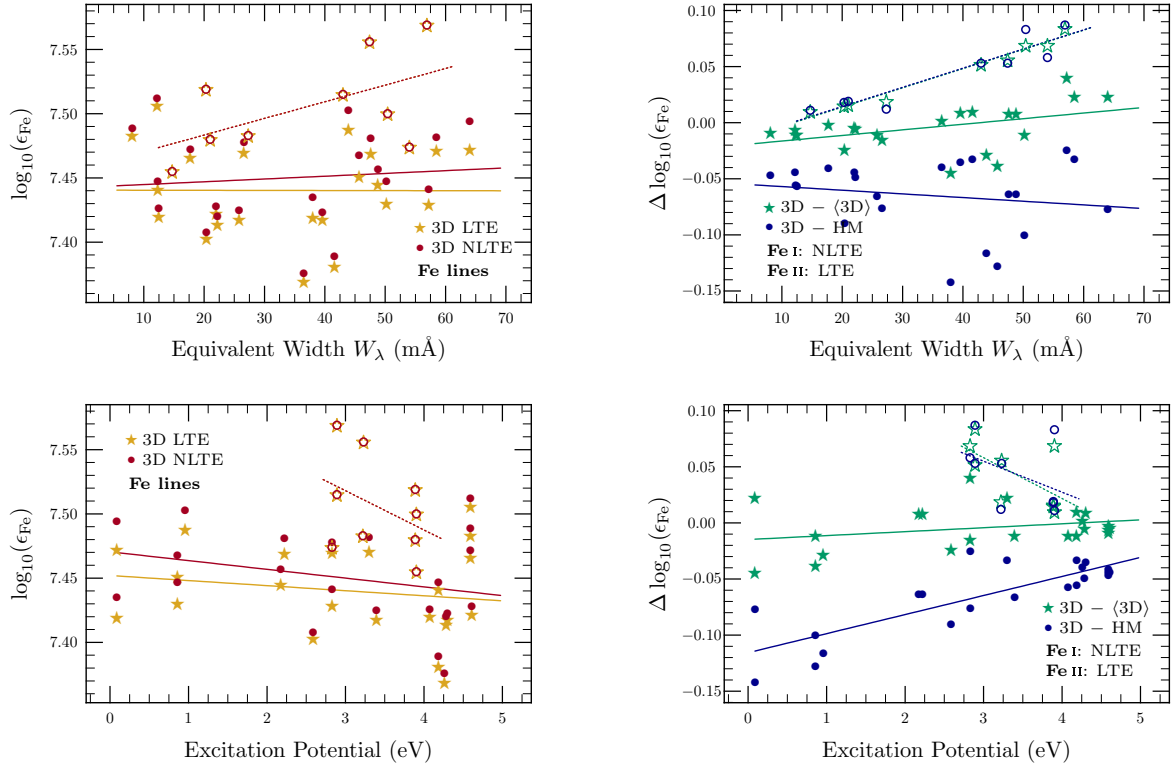 7.55
7.50
7.45
7.40
log₁₀(ϵFe)
10 20 30 40 50 60 70
Equivalent Width Wλ (mÅ)
3D LTE
3D NLTE
Fe lines
0.10
0.05
0.00
−0.05
−0.10
−0.15
Δ log₁₀(ϵFe)
10 20 30 40 50 60 70
Equivalent Width Wλ (mÅ)
3D − ⟨3D⟩
3D − HM
Fe I: NLTE
Fe II: LTE
7.55
7.50
7.45
7.40
log₁₀(ϵFe)
0 1 2 3 4 5
Excitation Potential (eV)
3D LTE
3D NLTE
Fe lines
0.10
0.05
0.00
−0.05
−0.10
−0.15
Δ log₁₀(ϵFe)
0 1 2 3 4 5
Excitation Potential (eV)
3D − ⟨3D⟩
3D − HM
Fe I: NLTE
Fe II: LTE